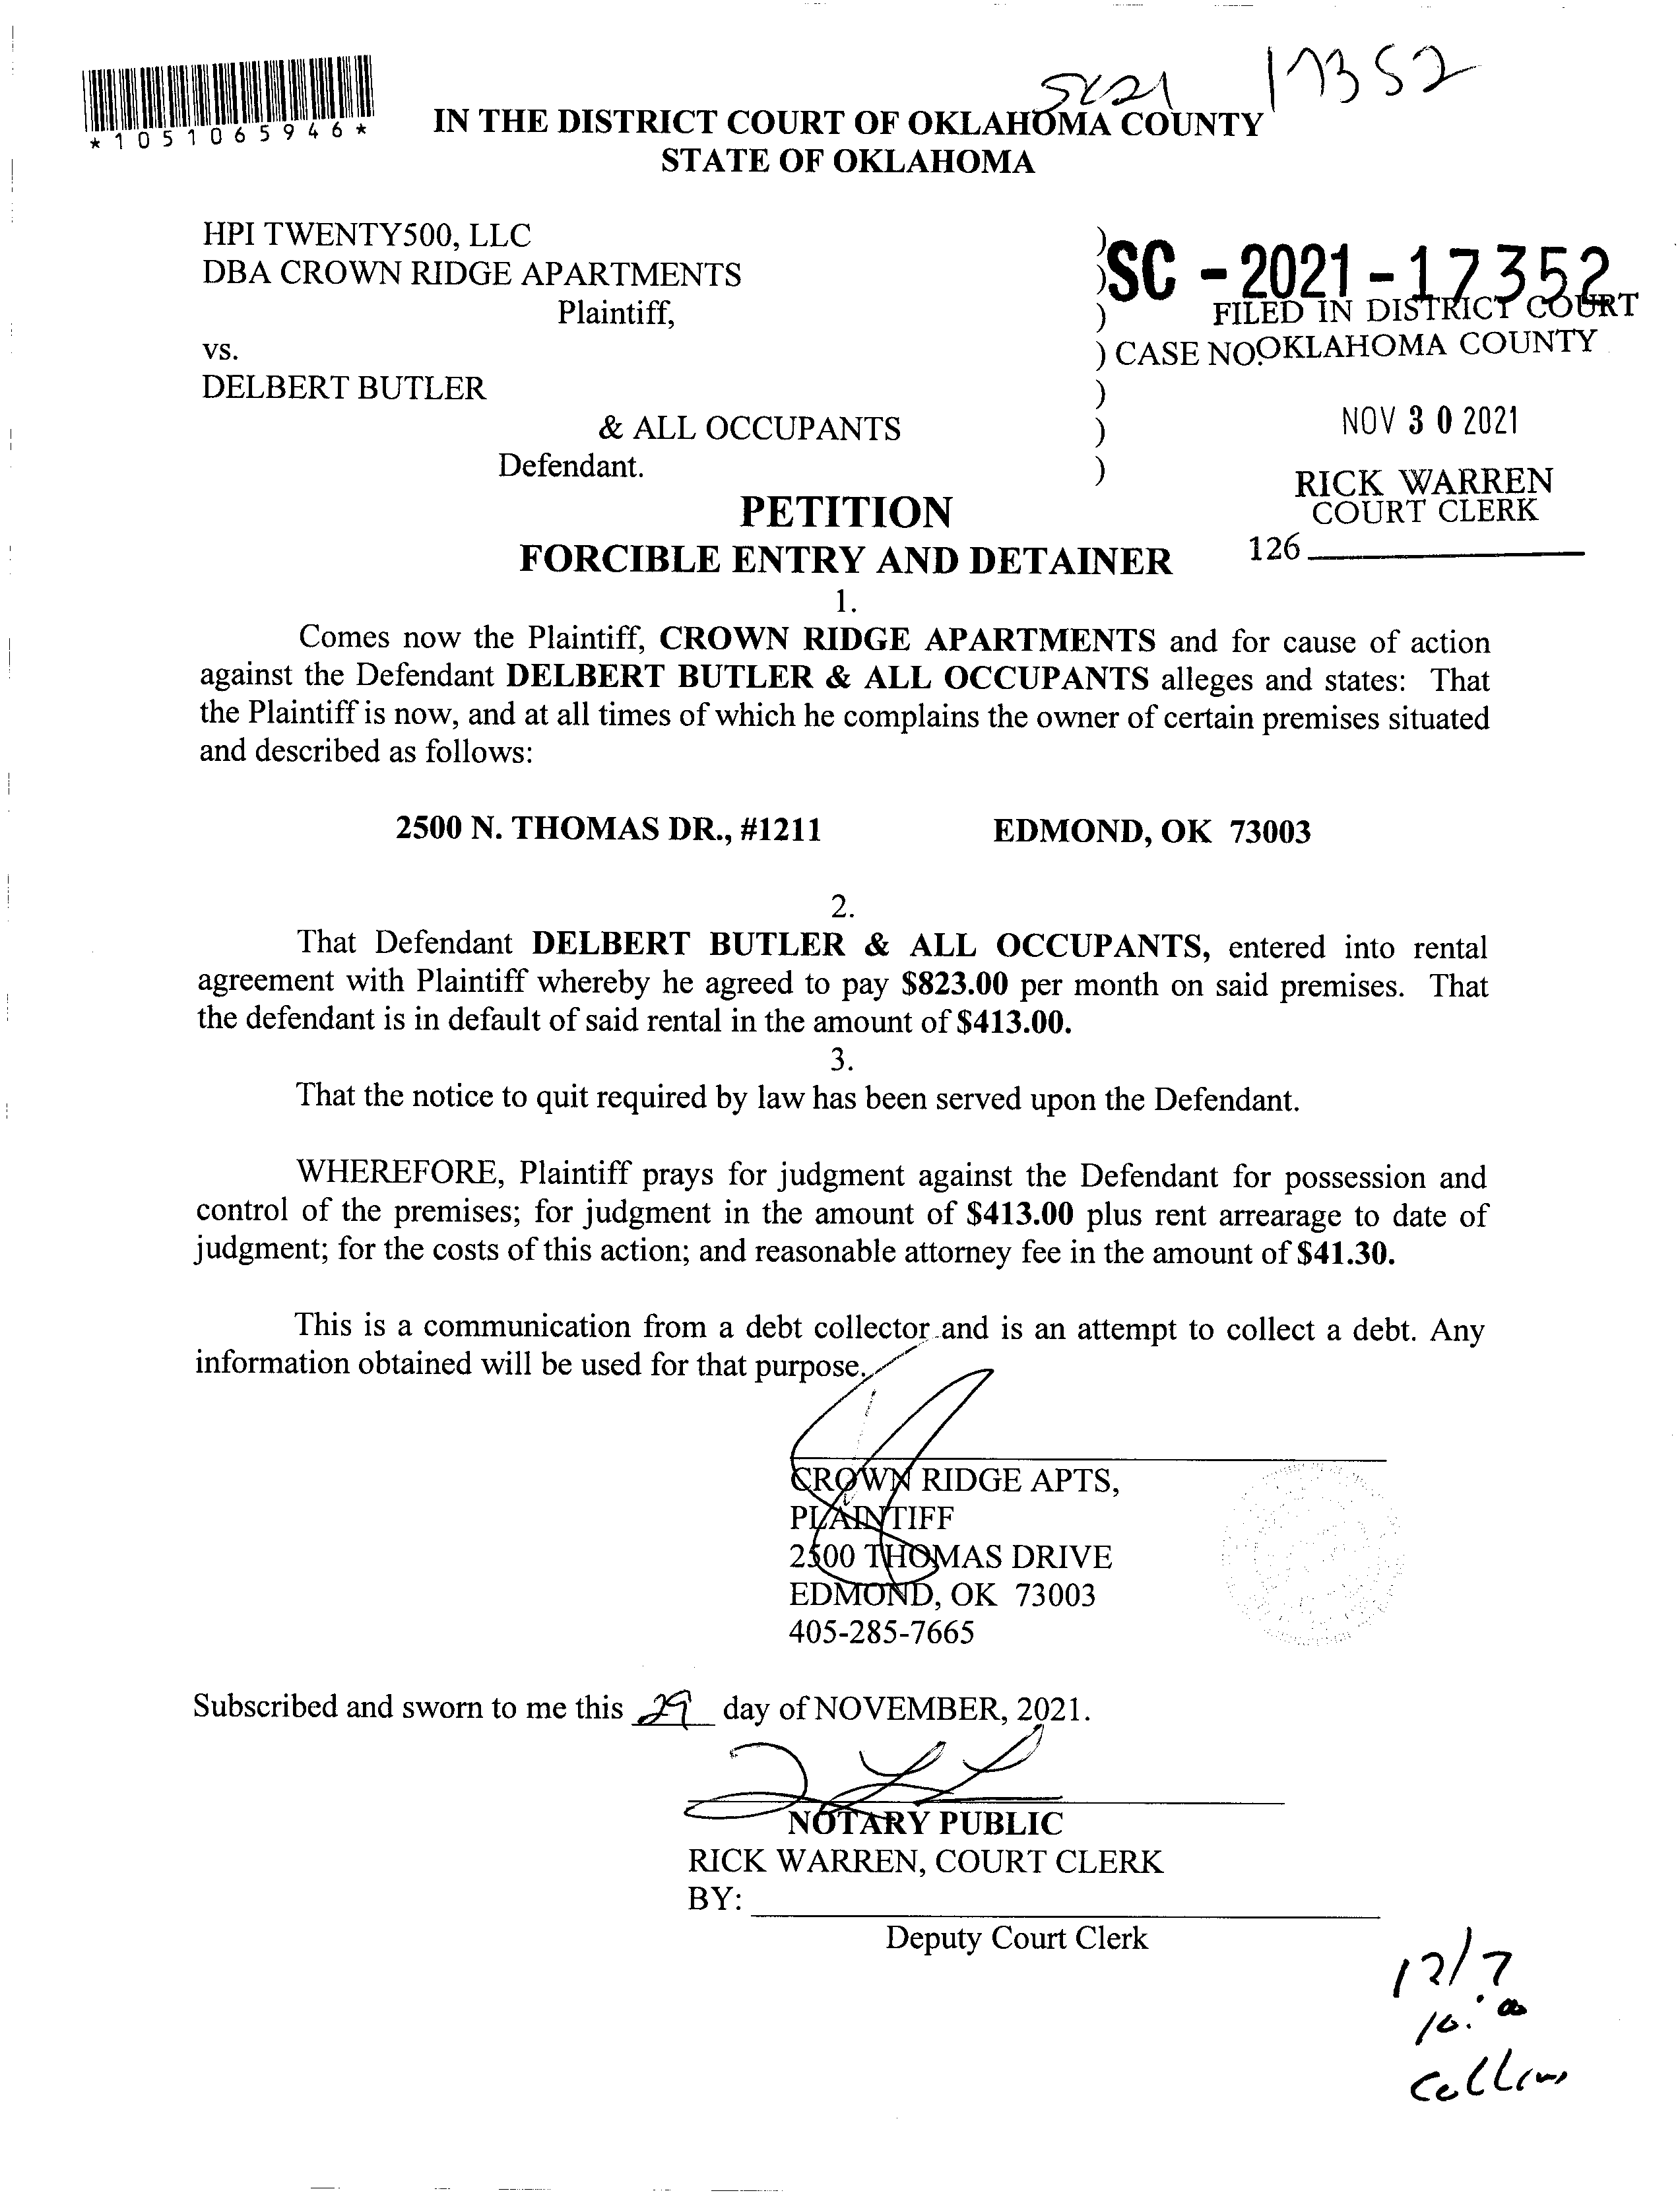 SC21 17352
*1051065946*
IN THE DISTRICT COURT OF OKLAHOMA COUNTY
STATE OF OKLAHOMA
HPI TWENTY500, LLC
DBA CROWN RIDGE APARTMENTS
Plaintiff,
vs.
DELBERT BUTLER
& ALL OCCUPANTS
Defendant.
)
)
)
) CASE NO.
)
)
)
SC - 2021 - 17352
FILED IN DISTRICT COURT
OKLAHOMA COUNTY
NOV 30 2021
RICK WARREN
COURT CLERK
126
PETITION
FORCIBLE ENTRY AND DETAINER
1.
Comes now the Plaintiff, CROWN RIDGE APARTMENTS and for cause of action
against the Defendant DELBERT BUTLER & ALL OCCUPANTS alleges and states: That
the Plaintiff is now, and at all times of which he complains the owner of certain premises situated
and described as follows:
2500 N. THOMAS DR., #1211 EDMOND, OK 73003
2.
That Defendant DELBERT BUTLER & ALL OCCUPANTS, entered into rental
agreement with Plaintiff whereby he agreed to pay $823.00 per month on said premises. That
the defendant is in default of said rental in the amount of $413.00.
3.
That the notice to quit required by law has been served upon the Defendant.
WHEREFORE, Plaintiff prays for judgment against the Defendant for possession and
control of the premises; for judgment in the amount of $413.00 plus rent arrearage to date of
judgment; for the costs of this action; and reasonable attorney fee in the amount of $41.30.
This is a communication from a debt collector and is an attempt to collect a debt. Any
information obtained will be used for that purpose.
CROWN RIDGE APTS,
PLAINTIFF
2500 THOMAS DRIVE
EDMOND, OK 73003
405-285-7665
Subscribed and sworn to me this 29 day of NOVEMBER, 2021.
NOTARY PUBLIC
RICK WARREN, COURT CLERK
BY:
Deputy Court Clerk
12/7
10:00
Collins